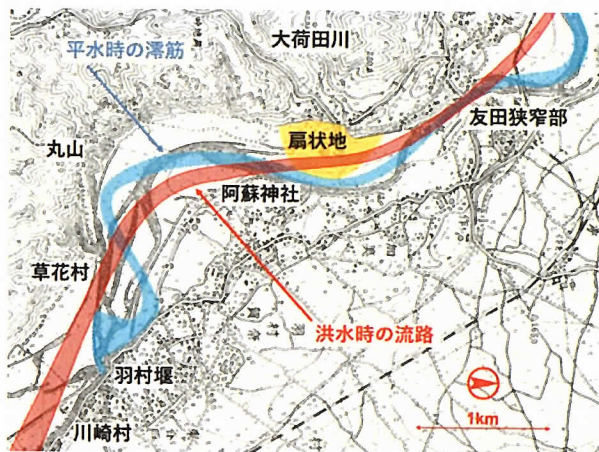 大荷田川
平水時の澪筋
友田狭窄部
丸山
扇状地
阿蘇神社
草花村
洪水時の流路
羽村堰
1km
川崎村